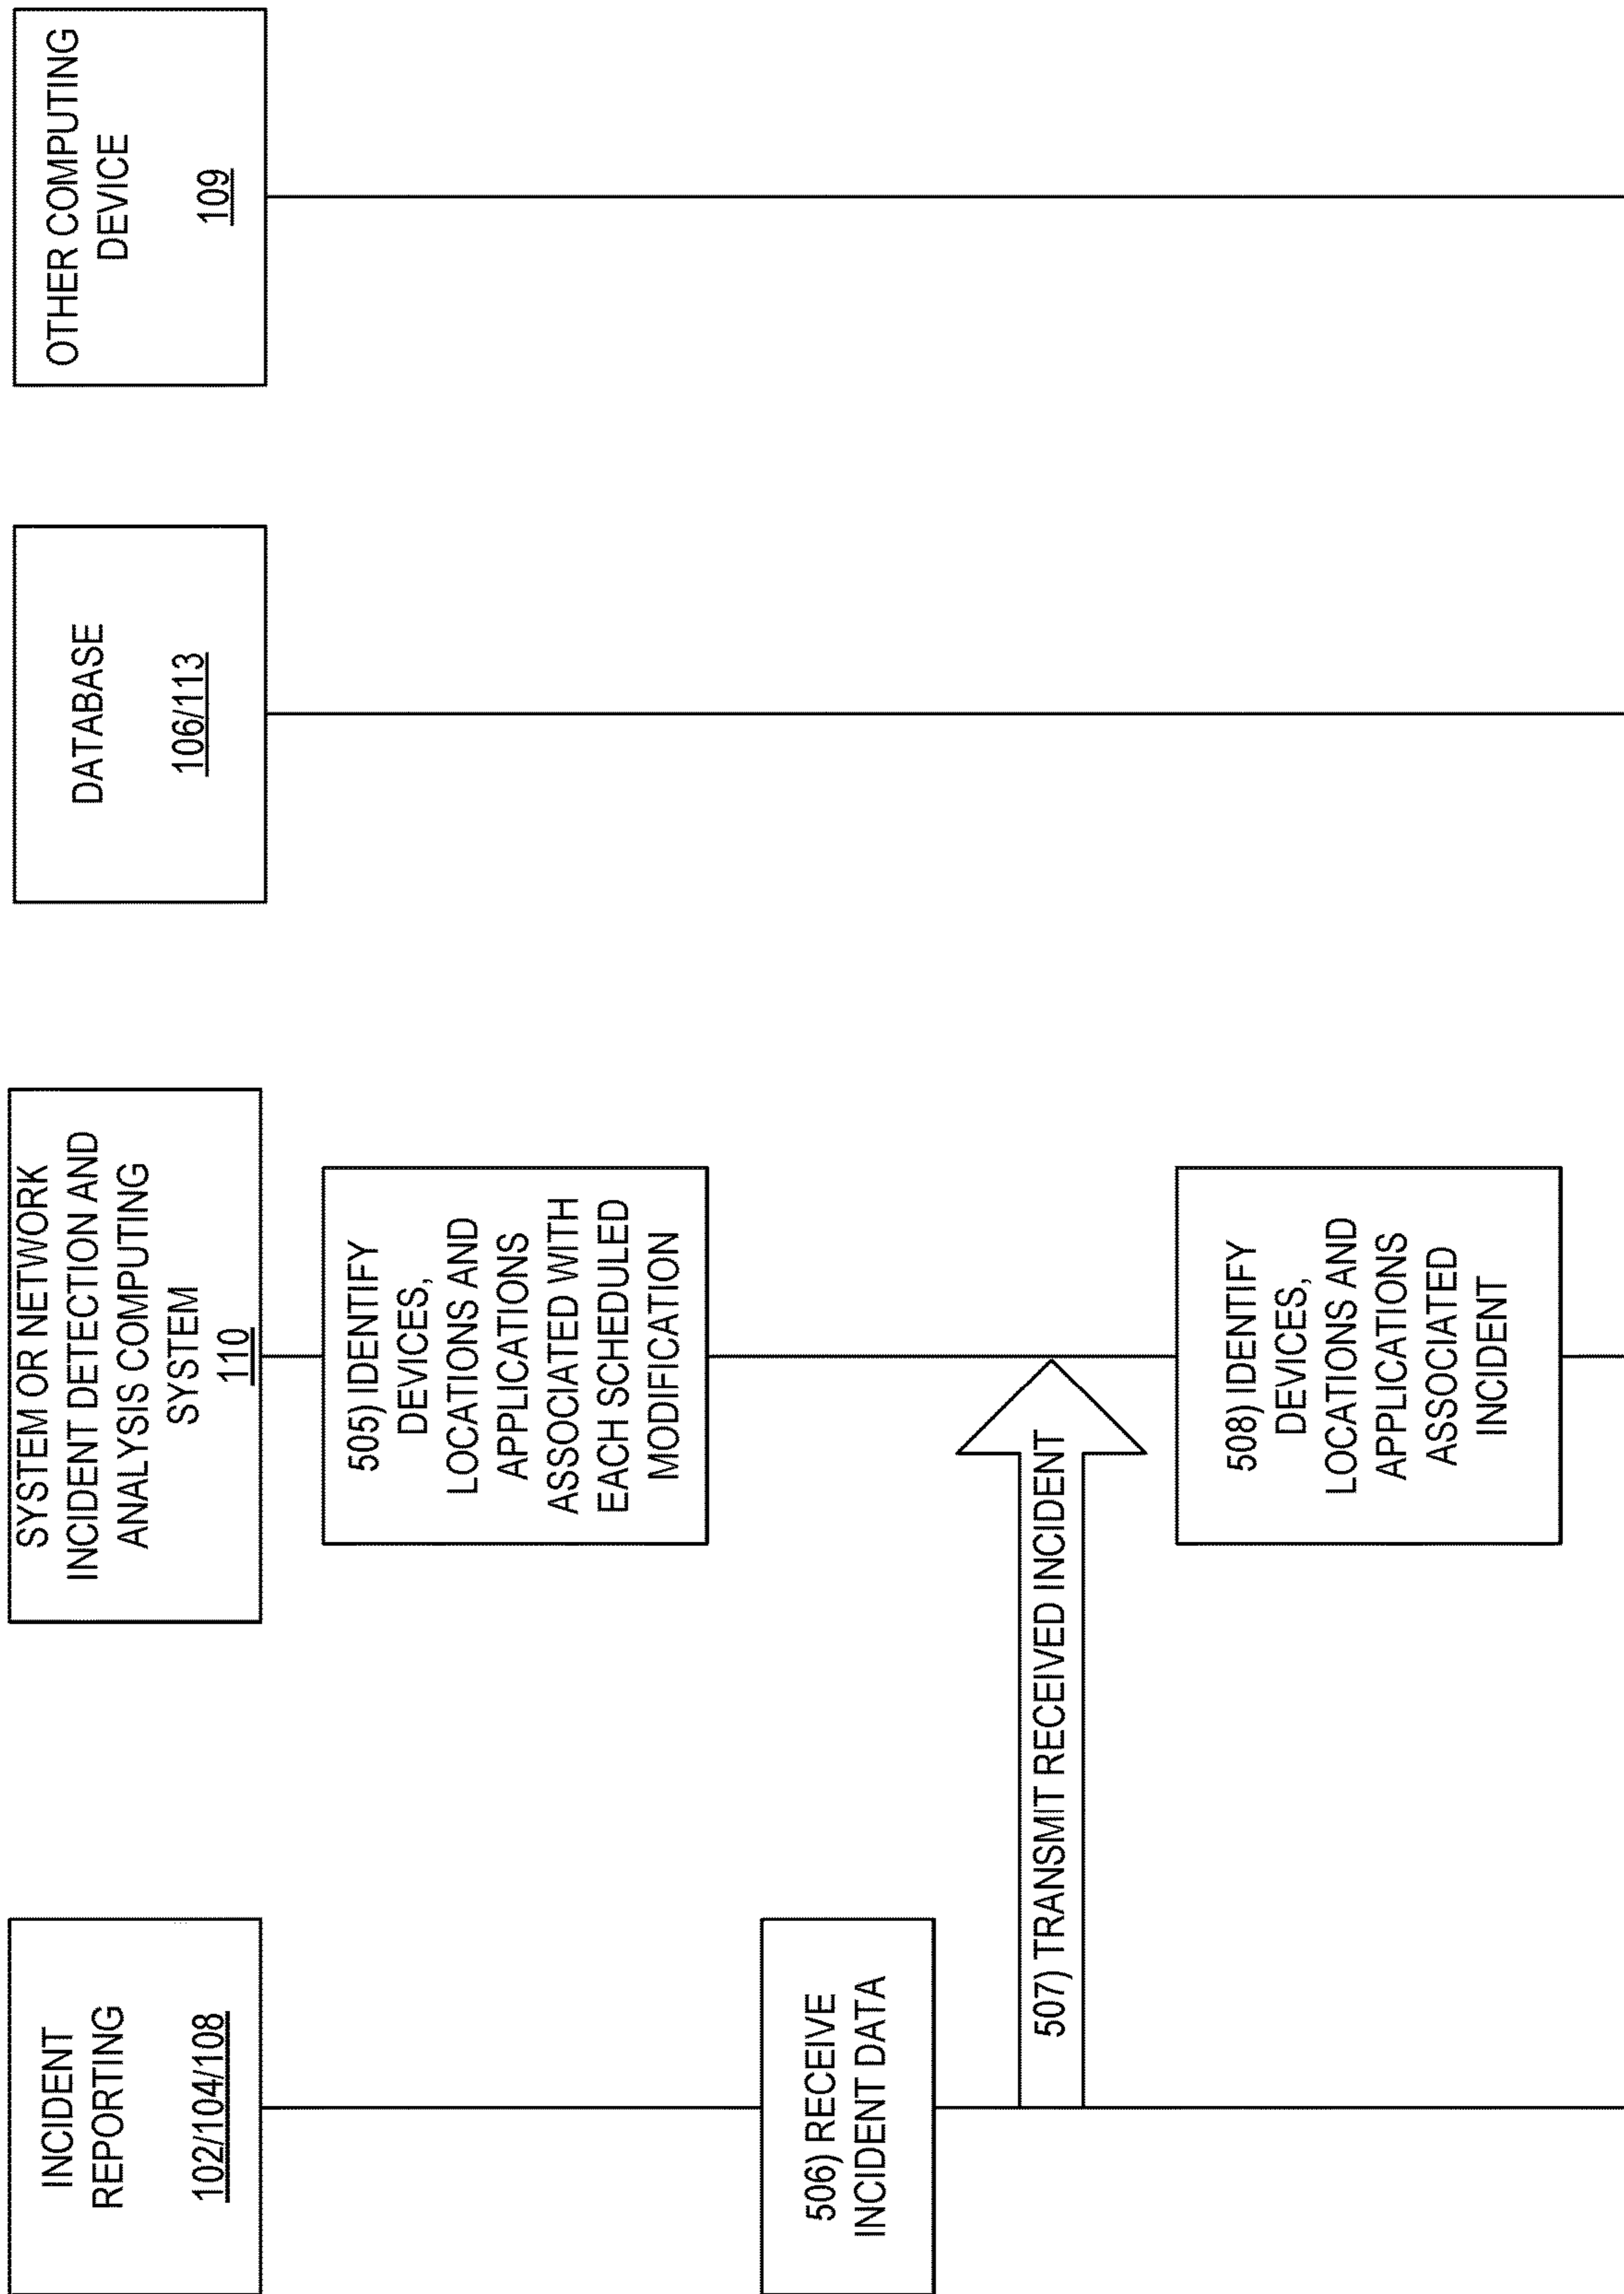 INCIDENT
REPORTING
102/104/108
SYSTEM OR NETWORK
INCIDENT DETECTION AND
ANALYSIS COMPUTING
SYSTEM
110
DATABASE
106/113
OTHER COMPUTING
DEVICE
109
505) IDENTIFY
DEVICES,
LOCATIONS AND
APPLICATIONS
ASSOCIATED WITH
EACH SCHEDULED
MODIFICATION
506) RECEIVE
INCIDENT DATA
507) TRANSMIT RECEIVED INCIDENT
508) IDENTIFY
DEVICES,
LOCATIONS AND
APPLICATIONS
ASSOCIATED
INCIDENT